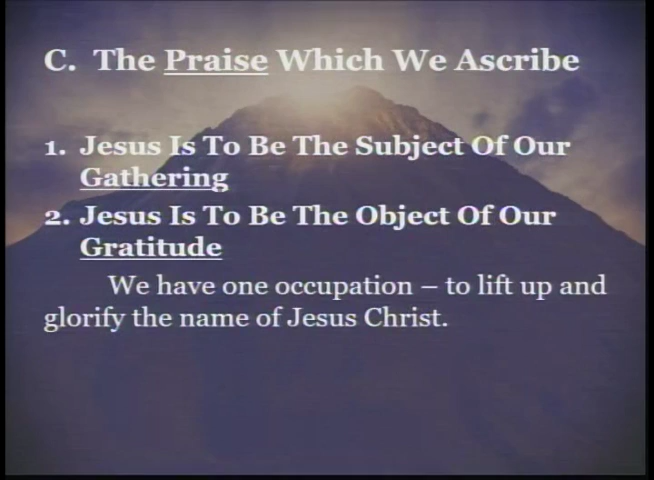 C. The Praise Which We Ascribe
1. Jesus Is To Be The Subject Of Our
Gathering
2. Jesus Is To Be The Object Of Our
Gratitude
We have one occupation – to lift up and
glorify the name of Jesus Christ.